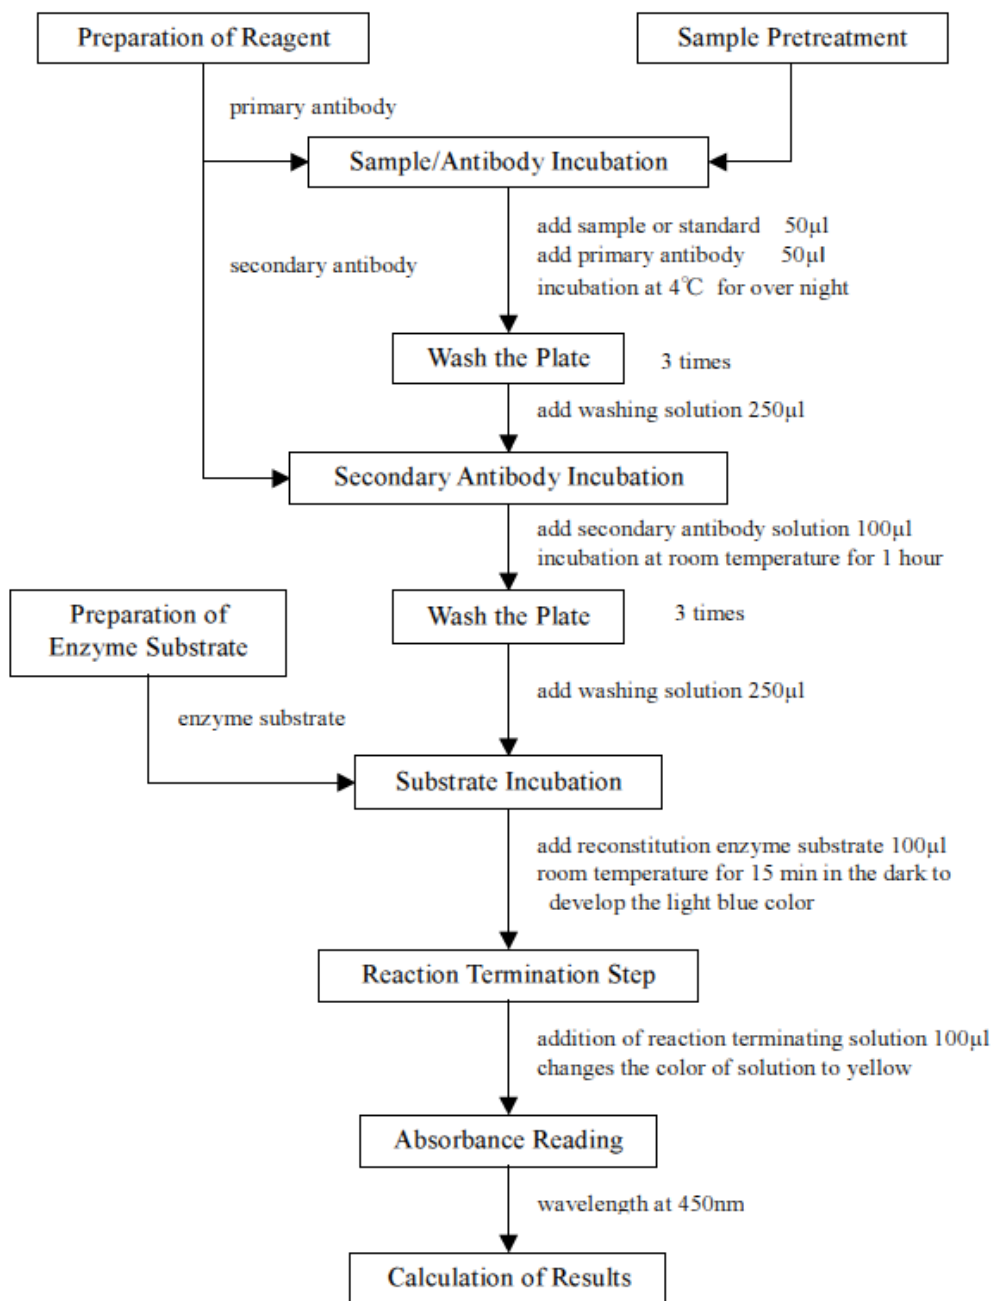 Preparation of Reagent
Sample Pretreatment
primary antibody
Sample/Antibody Incubation
add sample or standard 50µl
add primary antibody 50µl
incubation at 4℃ for over night
secondary antibody
Wash the Plate
3 times
add washing solution 250µl
Secondary Antibody Incubation
add secondary antibody solution 100µl
incubation at room temperature for 1 hour
Preparation of
Enzyme Substrate
Wash the Plate
3 times
add washing solution 250µl
enzyme substrate
Substrate Incubation
add reconstitution enzyme substrate 100µl
room temperature for 15 min in the dark to
develop the light blue color
Reaction Termination Step
addition of reaction terminating solution 100µl
changes the color of solution to yellow
Absorbance Reading
wavelength at 450nm
Calculation of Results